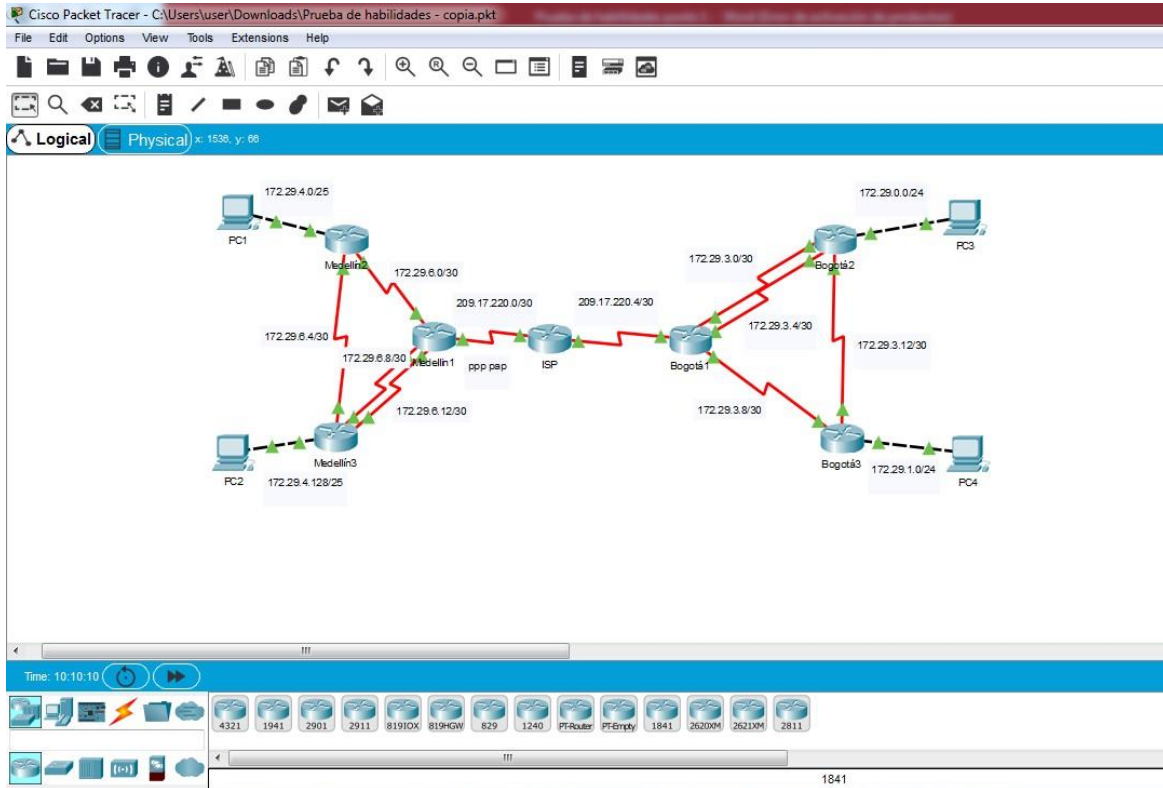 Cisco Packet Tracer - C:\Users\user\Downloads\Prueba de habilidades - copia.pkt
File Edit Options View Tools Extensions Help
Logical Physical x: 1536, y: 66
172.29.4.0/25
172.29.0.0/24
PC1
PC3
Medellín2
Bogotá2
172.29.3.0/30
172.29.6.0/30
209.17.220.0/30
209.17.220.4/30
172.29.3.4/30
172.29.6.4/30
172.29.3.12/30
172.29.6.8/30
Medellín1
ppp pap
ISP
Bogotá1
172.29.6.12/30
172.29.3.8/30
Medellín3
Bogotá3
172.29.1.0/24
PC2
172.29.4.128/25
PC4
Time: 10:10:10
4321 1941 2901 2911 819IOX 819HGW 829 1240 PT-Router PT-Empty 1841 2620XM 2621XM 2811
1841